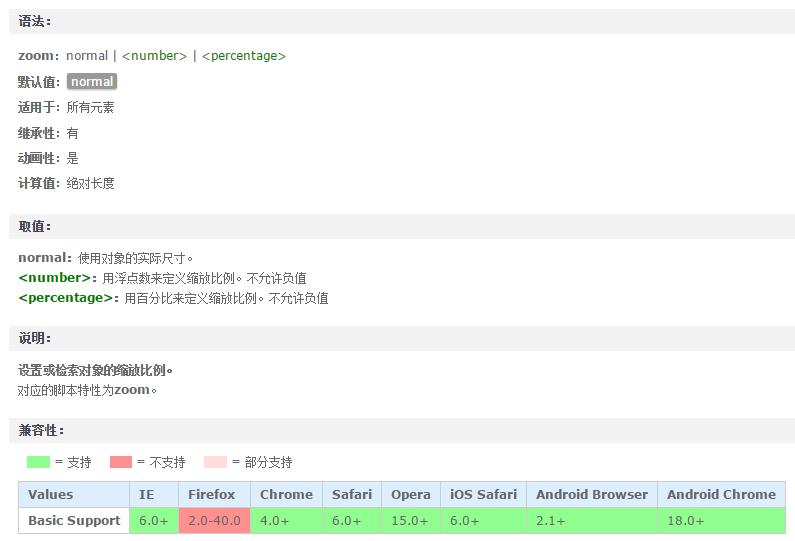 语法：
zoom：normal | <number> | <percentage>
默认值：normal
适用于：所有元素
继承性：有
动画性：是
计算值：绝对长度
取值：
normal：使用对象的实际尺寸。
<number>：用浮点数来定义缩放比例。不允许负值
<percentage>：用百分比来定义缩放比例。不允许负值
说明：
设置或检索对象的缩放比例。
对应的脚本特性为zoom。
兼容性：
= 支持 = 不支持 = 部分支持
Values IE Firefox Chrome Safari Opera iOS Safari Android Browser Android Chrome
Basic Support 6.0+ 2.0-40.0 4.0+ 6.0+ 15.0+ 6.0+ 2.1+ 18.0+